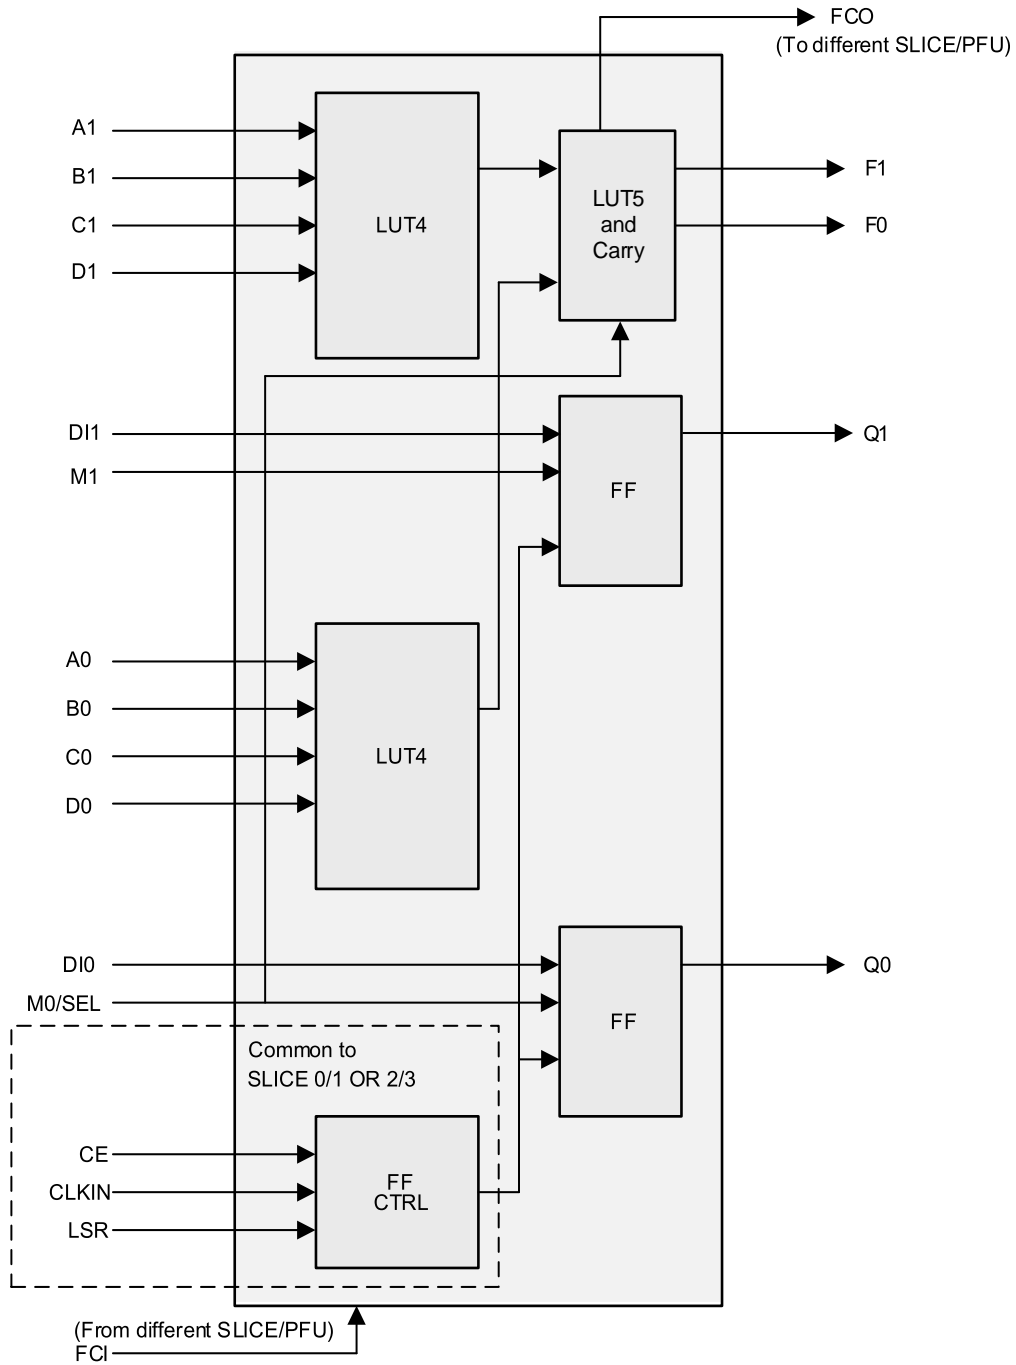 FCO
(To different SLICE/PFU)
A1
B1
C1
D1
LUT4
LUT5
and
Carry
F1
F0
DI1
M1
FF
Q1
A0
B0
C0
D0
LUT4
DI0
M0/SEL
FF
Q0
Common to
SLICE 0/1 OR 2/3
CE
CLKIN
LSR
FF
CTRL
(From different SLICE/PFU)
FCI